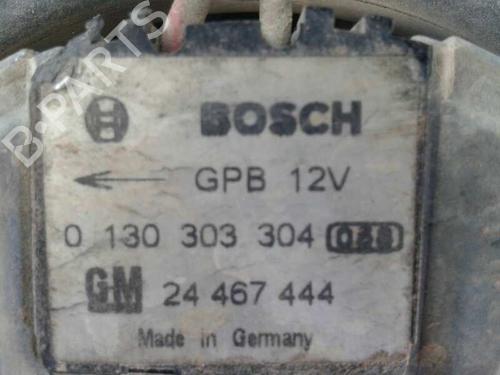 B-PARTS
BOSCH
GPB 12V
0 130 303 304
GM 24 467 444
Made in Germany